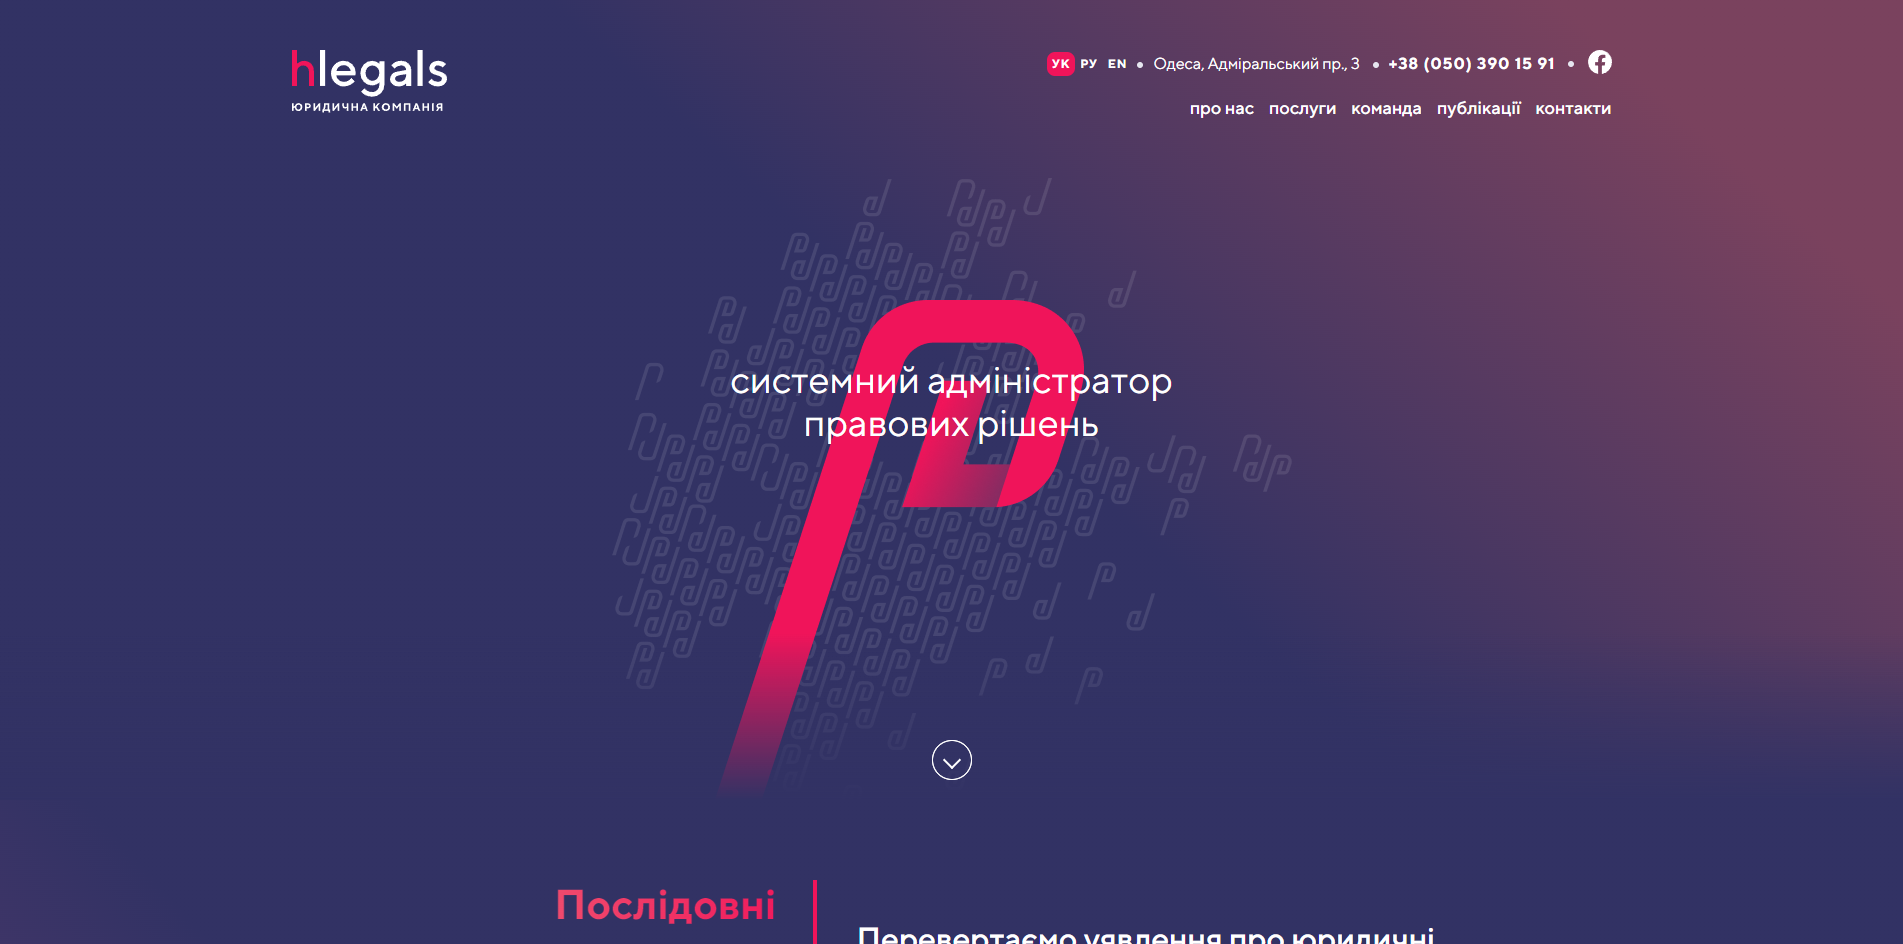 hlegals
ЮРИДИЧНА КОМПАНІЯ
УК РУ EN • Одеса, Адміральський пр., 3 • +38 (050) 390 15 91 •
про нас послуги команда публікації контакти
системний адміністратор
правових рішень
Послідовні
Перевертаємо уявлення про юридичні